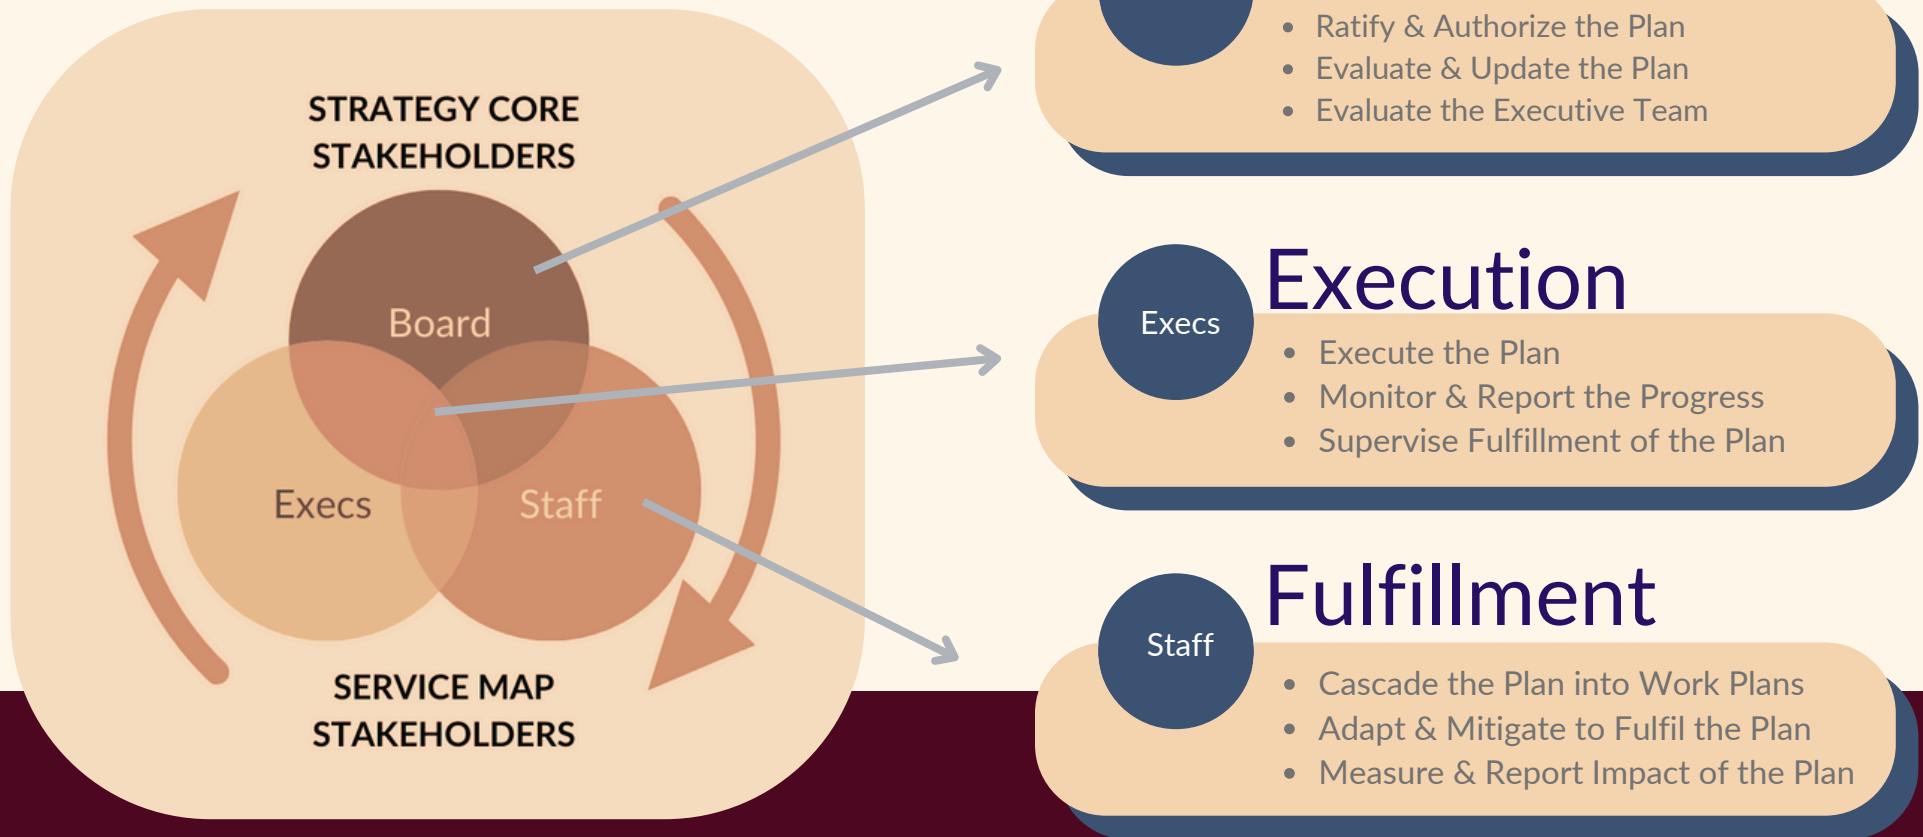 STRATEGY CORE
STAKEHOLDERS
Board
Execs
Staff
SERVICE MAP
STAKEHOLDERS
• Ratify & Authorize the Plan
• Evaluate & Update the Plan
• Evaluate the Executive Team
Execution
Execs
• Execute the Plan
• Monitor & Report the Progress
• Supervise Fulfillment of the Plan
Fulfillment
Staff
• Cascade the Plan into Work Plans
• Adapt & Mitigate to Fulfil the Plan
• Measure & Report Impact of the Plan